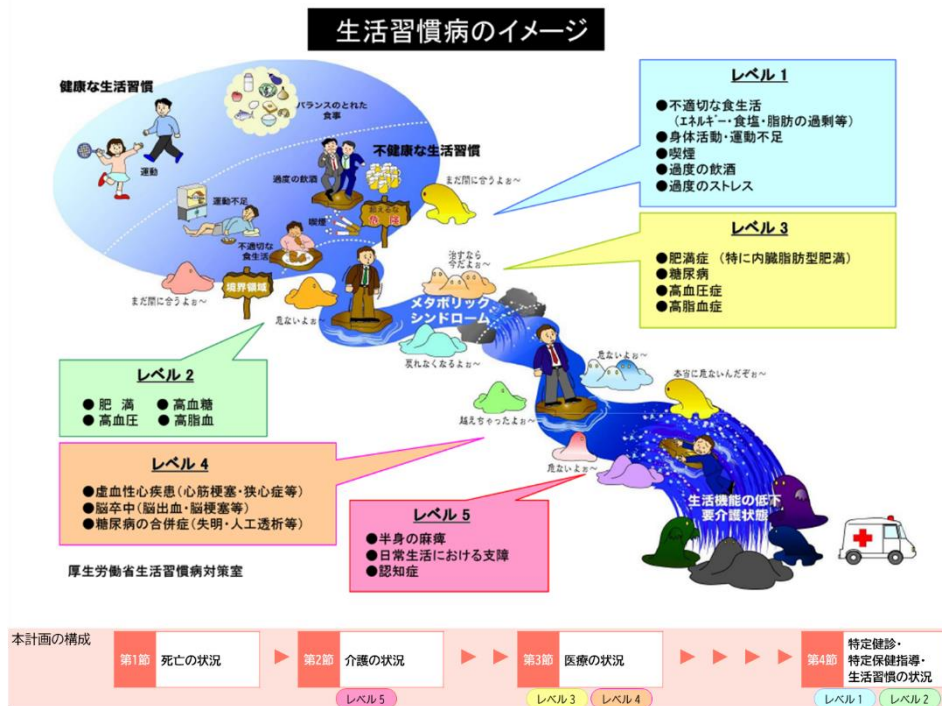 生活習慣病のイメージ
健康な生活習慣
バランスのとれた
食事
運動
不健康な生活習慣
過度の飲酒
運動不足
喫煙
不適切な
食生活
引えるな
危険
まだ間に合うよぉ～
レベル 1
●不適切な食生活
(エネルギー・食塩・脂肪の過剰等)
●身体活動・運動不足
●喫煙
●過度の飲酒
●過度のストレス
まだ間に合うよぉ～
境界領域
危ないよぉ～
治すなら
今だよぉ～
メタボリック
シンドローム
戻れなくなるよぉ～
レベル 3
●肥満症 (特に内臓脂肪型肥満)
●糖尿病
●高血圧症
●高脂血症
レベル 2
● 肥 満 ● 高血糖
● 高血圧 ● 高脂血
越えちゃったよぉ～
危ないよぉ～
本当に危ないんだぞぉ～
危ないよぉ～
生活機能の低下
要介護状態
レベル 4
●虚血性心疾患(心筋梗塞・狭心症等)
●脳卒中(脳出血・脳梗塞等)
●糖尿病の合併症(失明・人工透析等)
レベル 5
●半身の麻痺
●日常生活における支障
●認知症
厚生労働省生活習慣病対策室
本計画の構成
第1節 死亡の状況
第2節 介護の状況
レベル 5
第3節 医療の状況
レベル 3 レベル 4
第4節 特定健診・
特定保健指導・
生活習慣の状況
レベル 1 レベル 2